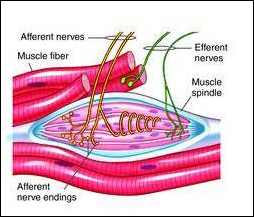 Afferent nerves
Efferent
nerves
Muscle fiber
Muscle
spindle
Afferent
nerve endings